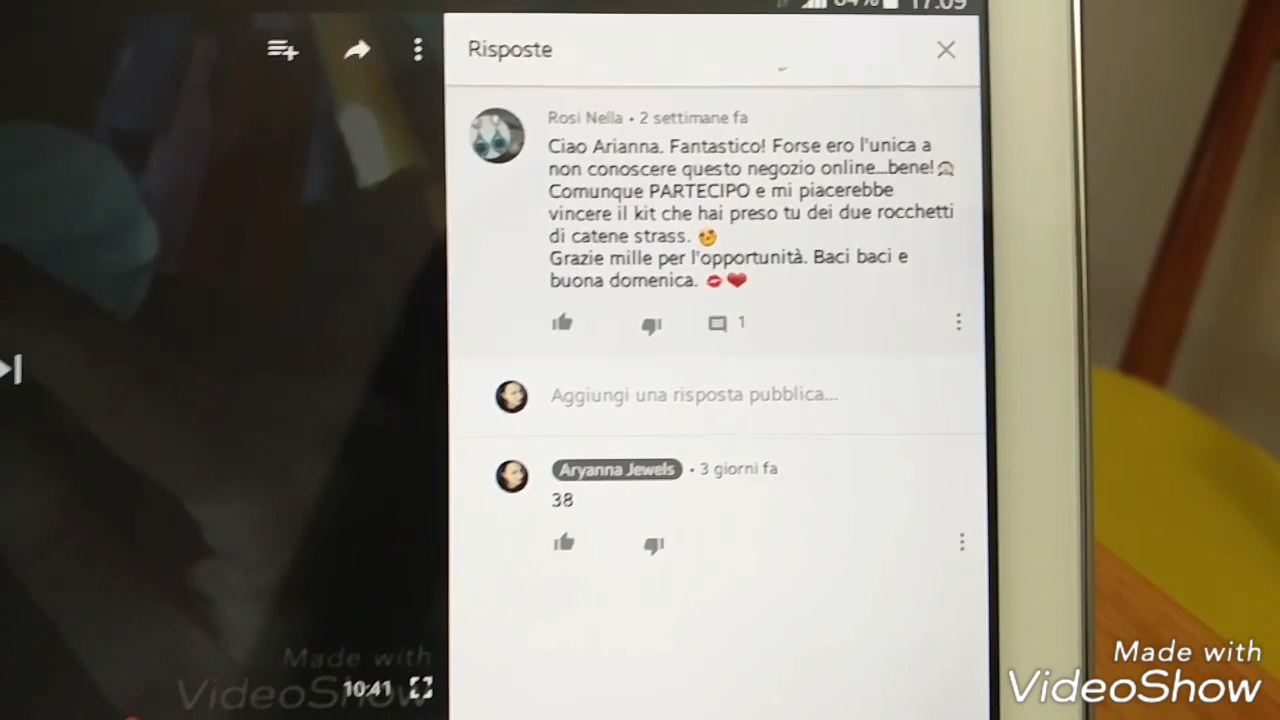 17:09
Risposte
Rosi Nella • 2 settimane fa
Ciao Arianna. Fantastico! Forse ero l'unica a
non conoscere questo negozio online...bene!🙈
Comunque PARTECIPO e mi piacerebbe
vincere il kit che hai preso tu dei due rocchetti
di catene strass. 😍
Grazie mille per l'opportunità. Baci baci e
buona domenica. 💋❤
1
Aggiungi una risposta pubblica...
Aryanna Jewels • 3 giorni fa
38
Made with
VideoShow
10:41
Made with
VideoShow